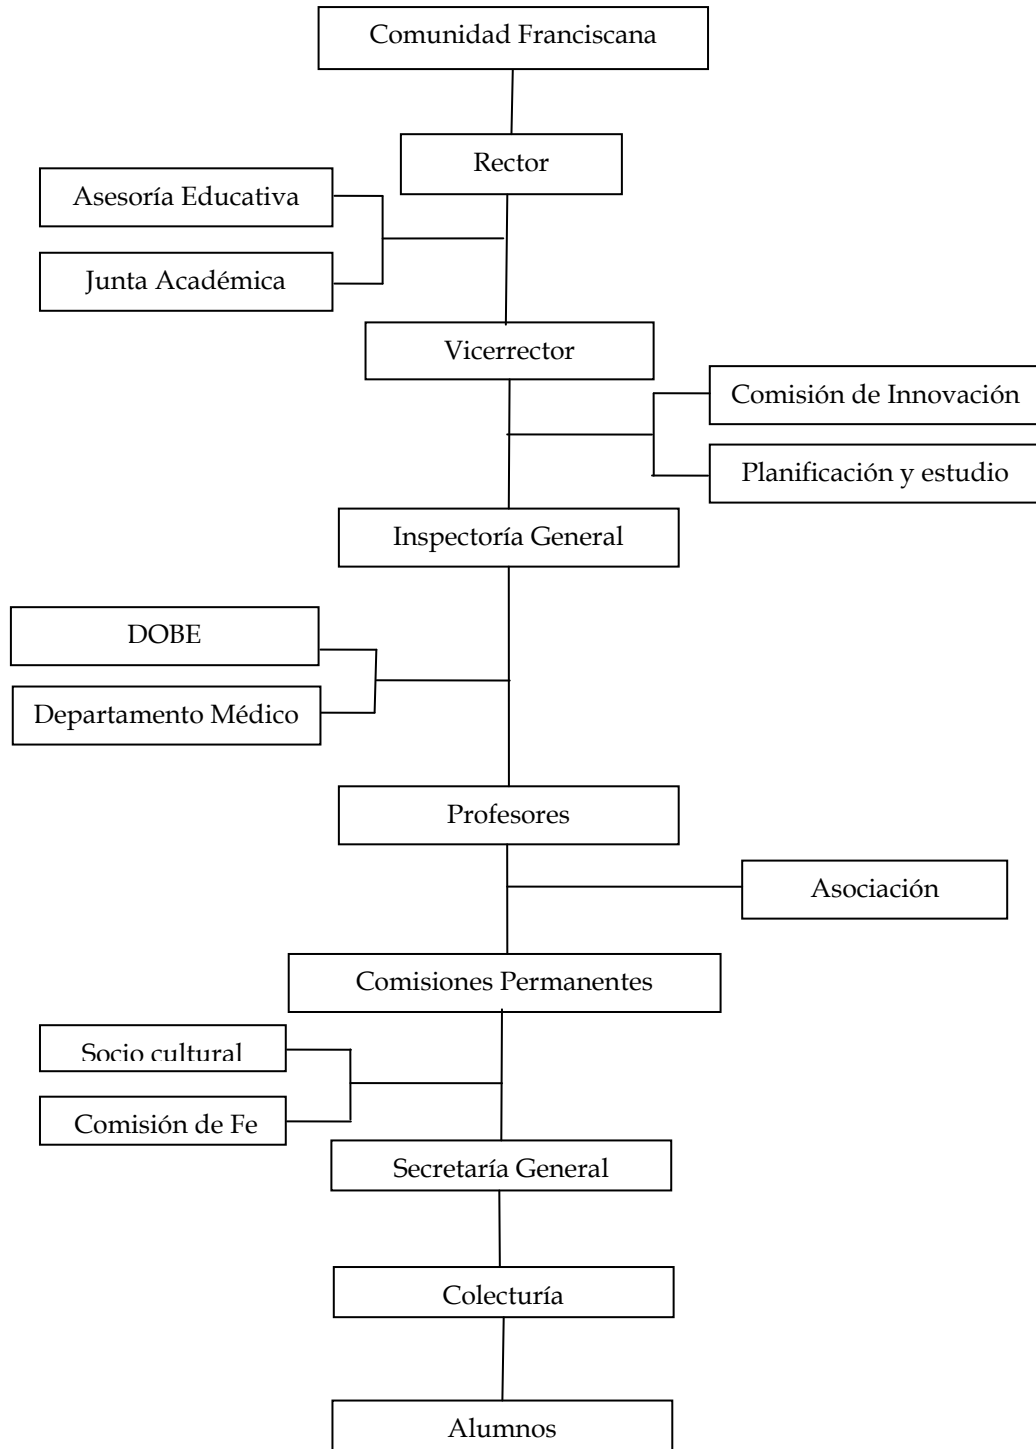 Comunidad Franciscana
Rector
Asesoría Educativa
Junta Académica
Vicerrector
Comisión de Innovación
Planificación y estudio
Inspectoría General
DOBE
Departamento Médico
Profesores
Asociación
Comisiones Permanentes
Socio cultural
Comisión de Fe
Secretaría General
Colecturía
Alumnos